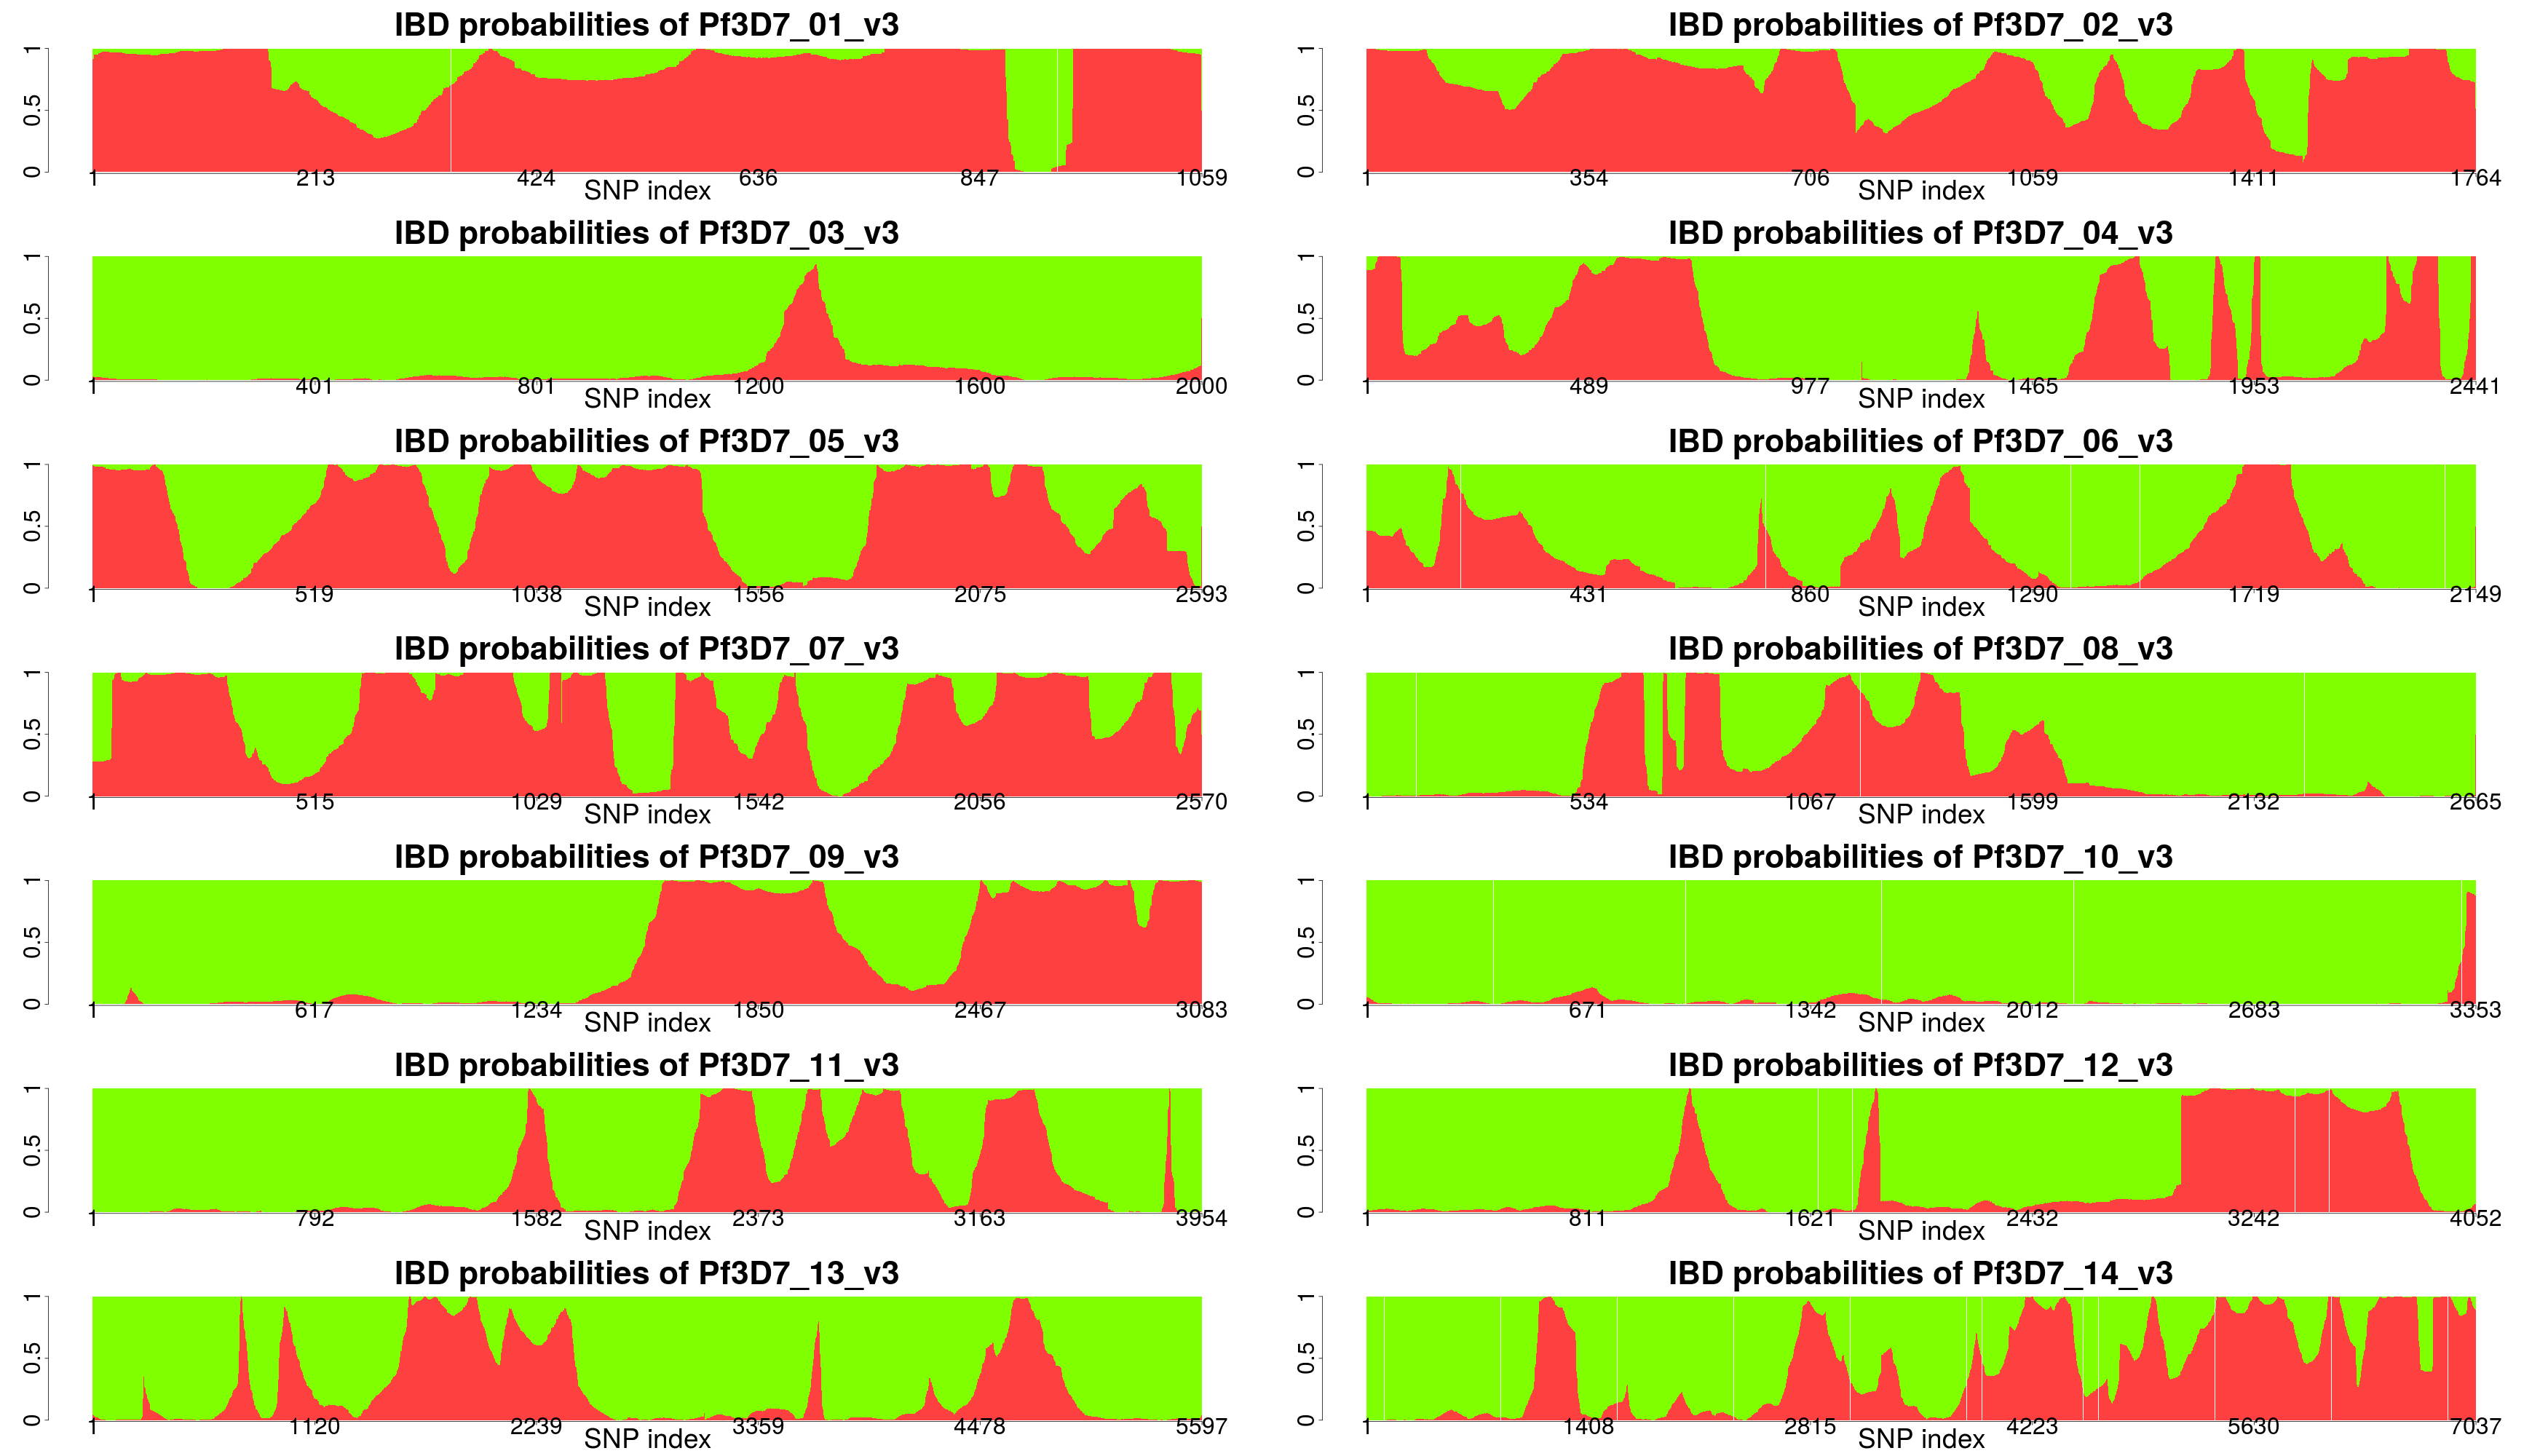 IBD probabilities of Pf3D7_01_v3
0 0.5 1
1 213 424 636 847 1059
SNP index
IBD probabilities of Pf3D7_02_v3
0 0.5 1
1 354 706 1059 1411 1764
SNP index
IBD probabilities of Pf3D7_03_v3
0 0.5 1
1 401 801 1200 1600 2000
SNP index
IBD probabilities of Pf3D7_04_v3
0 0.5 1
1 489 977 1465 1953 2441
SNP index
IBD probabilities of Pf3D7_05_v3
0 0.5 1
1 519 1038 1556 2075 2593
SNP index
IBD probabilities of Pf3D7_06_v3
0 0.5 1
1 431 860 1290 1719 2149
SNP index
IBD probabilities of Pf3D7_07_v3
0 0.5 1
1 515 1029 1542 2056 2570
SNP index
IBD probabilities of Pf3D7_08_v3
0 0.5 1
1 534 1067 1599 2132 2665
SNP index
IBD probabilities of Pf3D7_09_v3
0 0.5 1
1 617 1234 1850 2467 3083
SNP index
IBD probabilities of Pf3D7_10_v3
0 0.5 1
1 671 1342 2012 2683 3353
SNP index
IBD probabilities of Pf3D7_11_v3
0 0.5 1
1 792 1582 2373 3163 3954
SNP index
IBD probabilities of Pf3D7_12_v3
0 0.5 1
1 811 1621 2432 3242 4052
SNP index
IBD probabilities of Pf3D7_13_v3
0 0.5 1
1 1120 2239 3359 4478 5597
SNP index
IBD probabilities of Pf3D7_14_v3
0 0.5 1
1 1408 2815 4223 5630 7037
SNP index